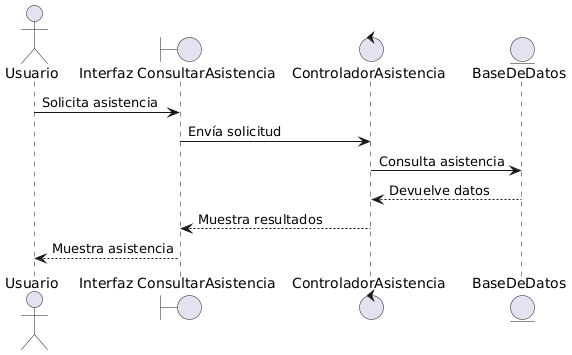 Usuario
Interfaz ConsultarAsistencia
ControladorAsistencia
BaseDeDatos
Solicita asistencia
Envía solicitud
Consulta asistencia
Devuelve datos
Muestra resultados
Muestra asistencia
Usuario
Interfaz ConsultarAsistencia
ControladorAsistencia
BaseDeDatos